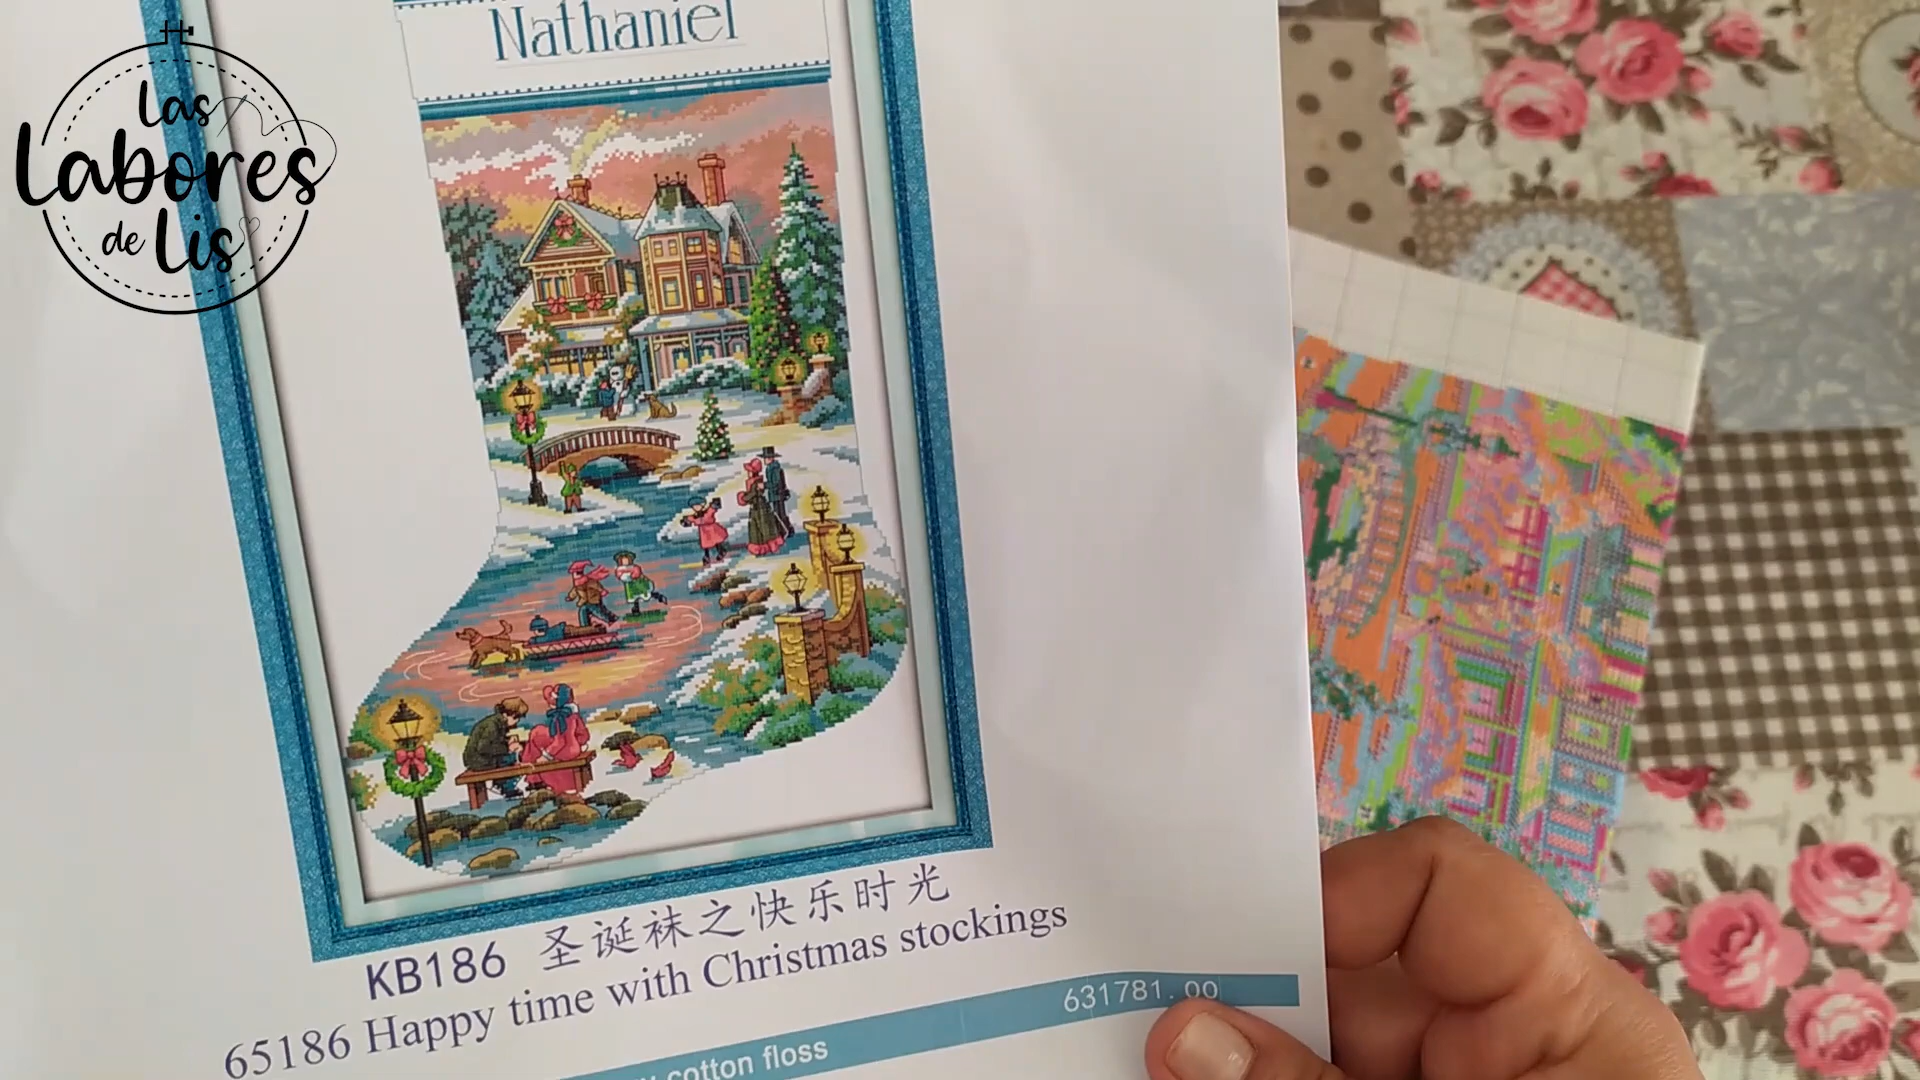 Las
Labores
de Lis
Nathaniel
KB186 圣诞袜之快乐时光
65186 Happy time with Christmas stockings
631781.00
cotton floss